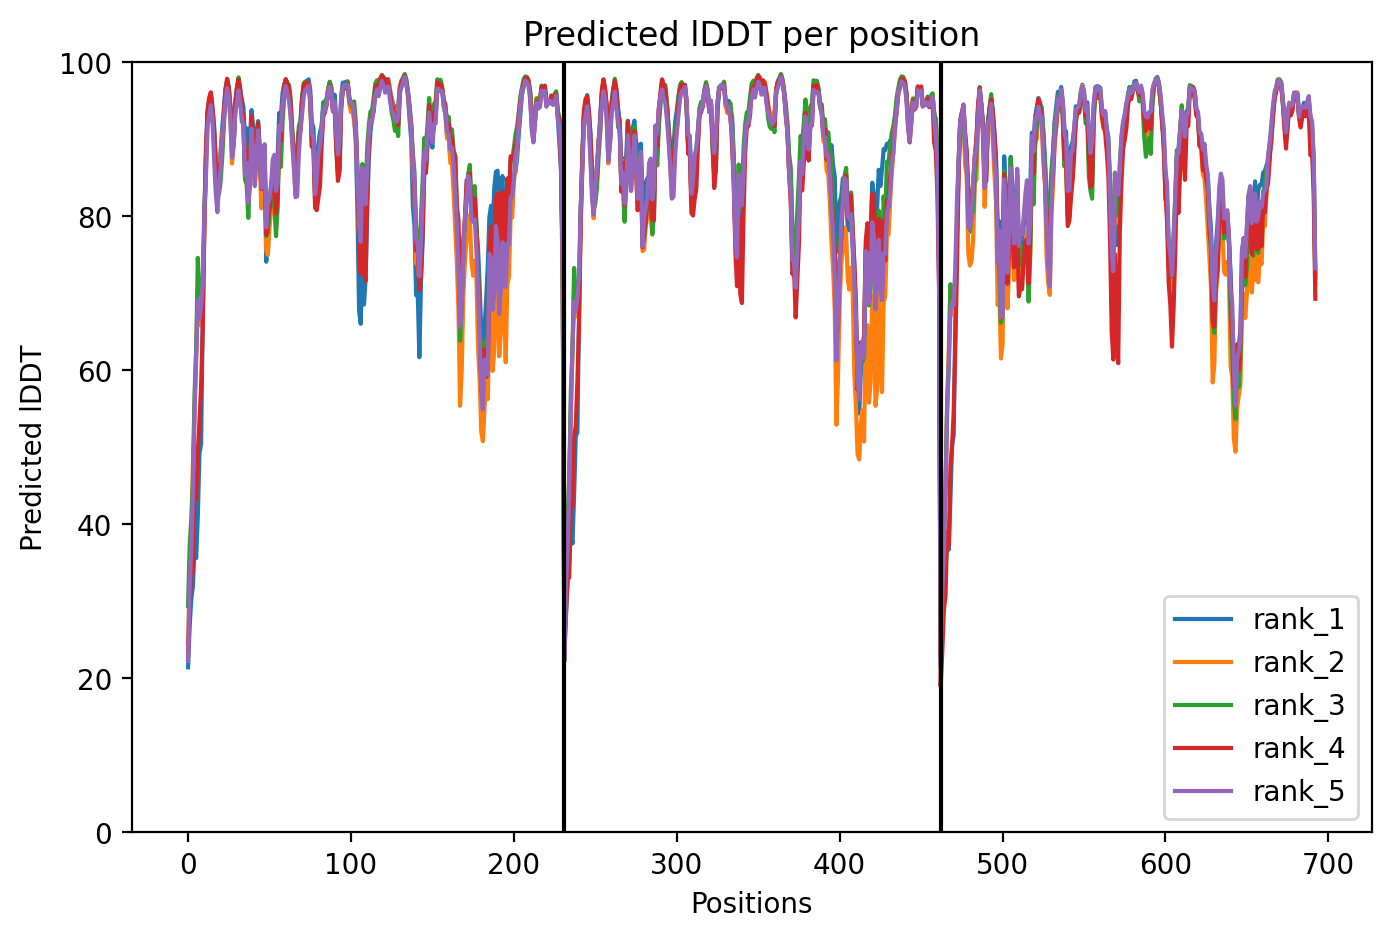 Predicted lDDT per position
Predicted lDDT
100
80
60
40
20
0
0 100 200 300 400 500 600 700
Positions
rank_1
rank_2
rank_3
rank_4
rank_5